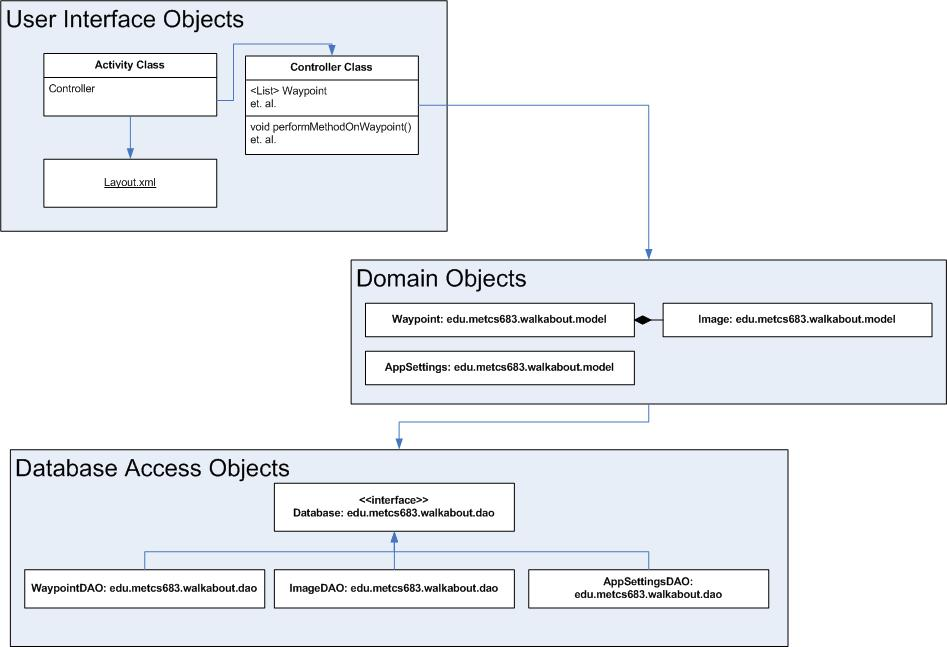 User Interface Objects
Activity Class
Controller
Controller Class
<List> Waypoint
et. al.
void performMethodOnWaypoint()
et. al.
Layout.xml
Domain Objects
Waypoint: edu.metcs683.walkabout.model
Image: edu.metcs683.walkabout.model
AppSettings: edu.metcs683.walkabout.model
Database Access Objects
<<interface>>
Database: edu.metcs683.walkabout.dao
WaypointDAO: edu.metcs683.walkabout.dao
ImageDAO: edu.metcs683.walkabout.dao
AppSettingsDAO:
edu.metcs683.walkabout.dao